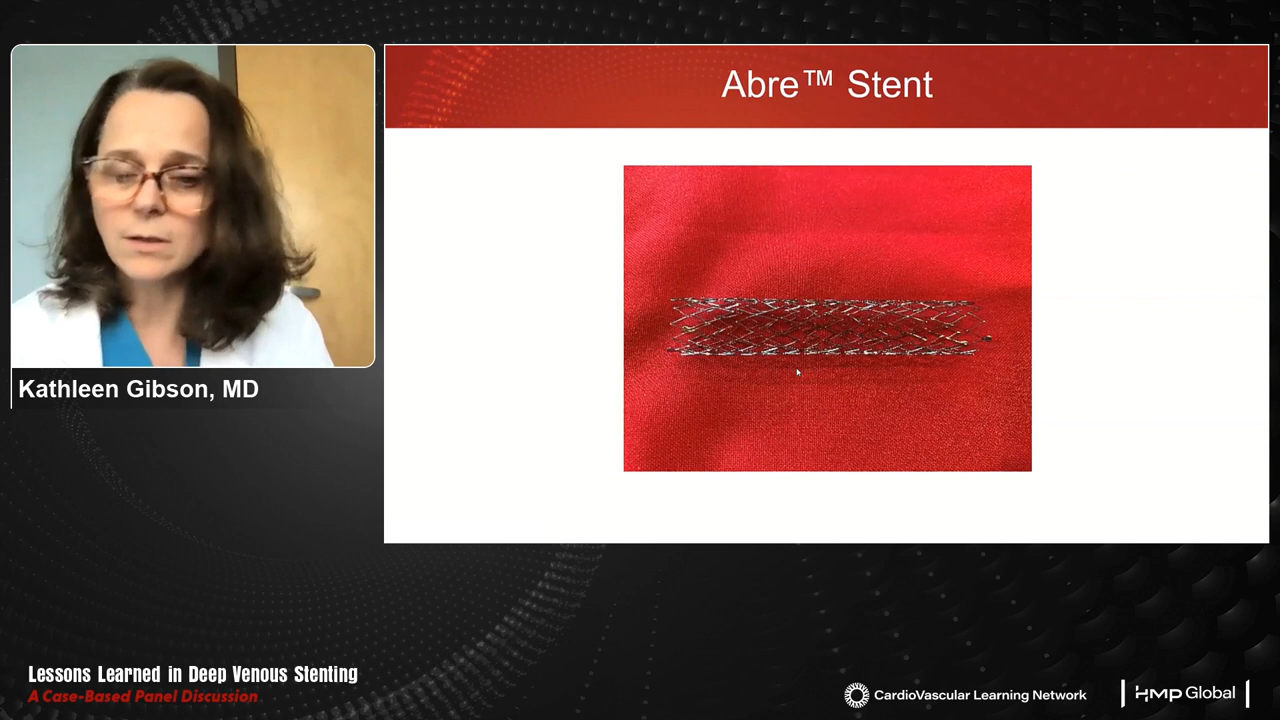 Abre™ Stent
Kathleen Gibson, MD
Lessons Learned in Deep Venous Stenting
A Case-Based Panel Discussion
CardioVascular Learning Network
HMP Global